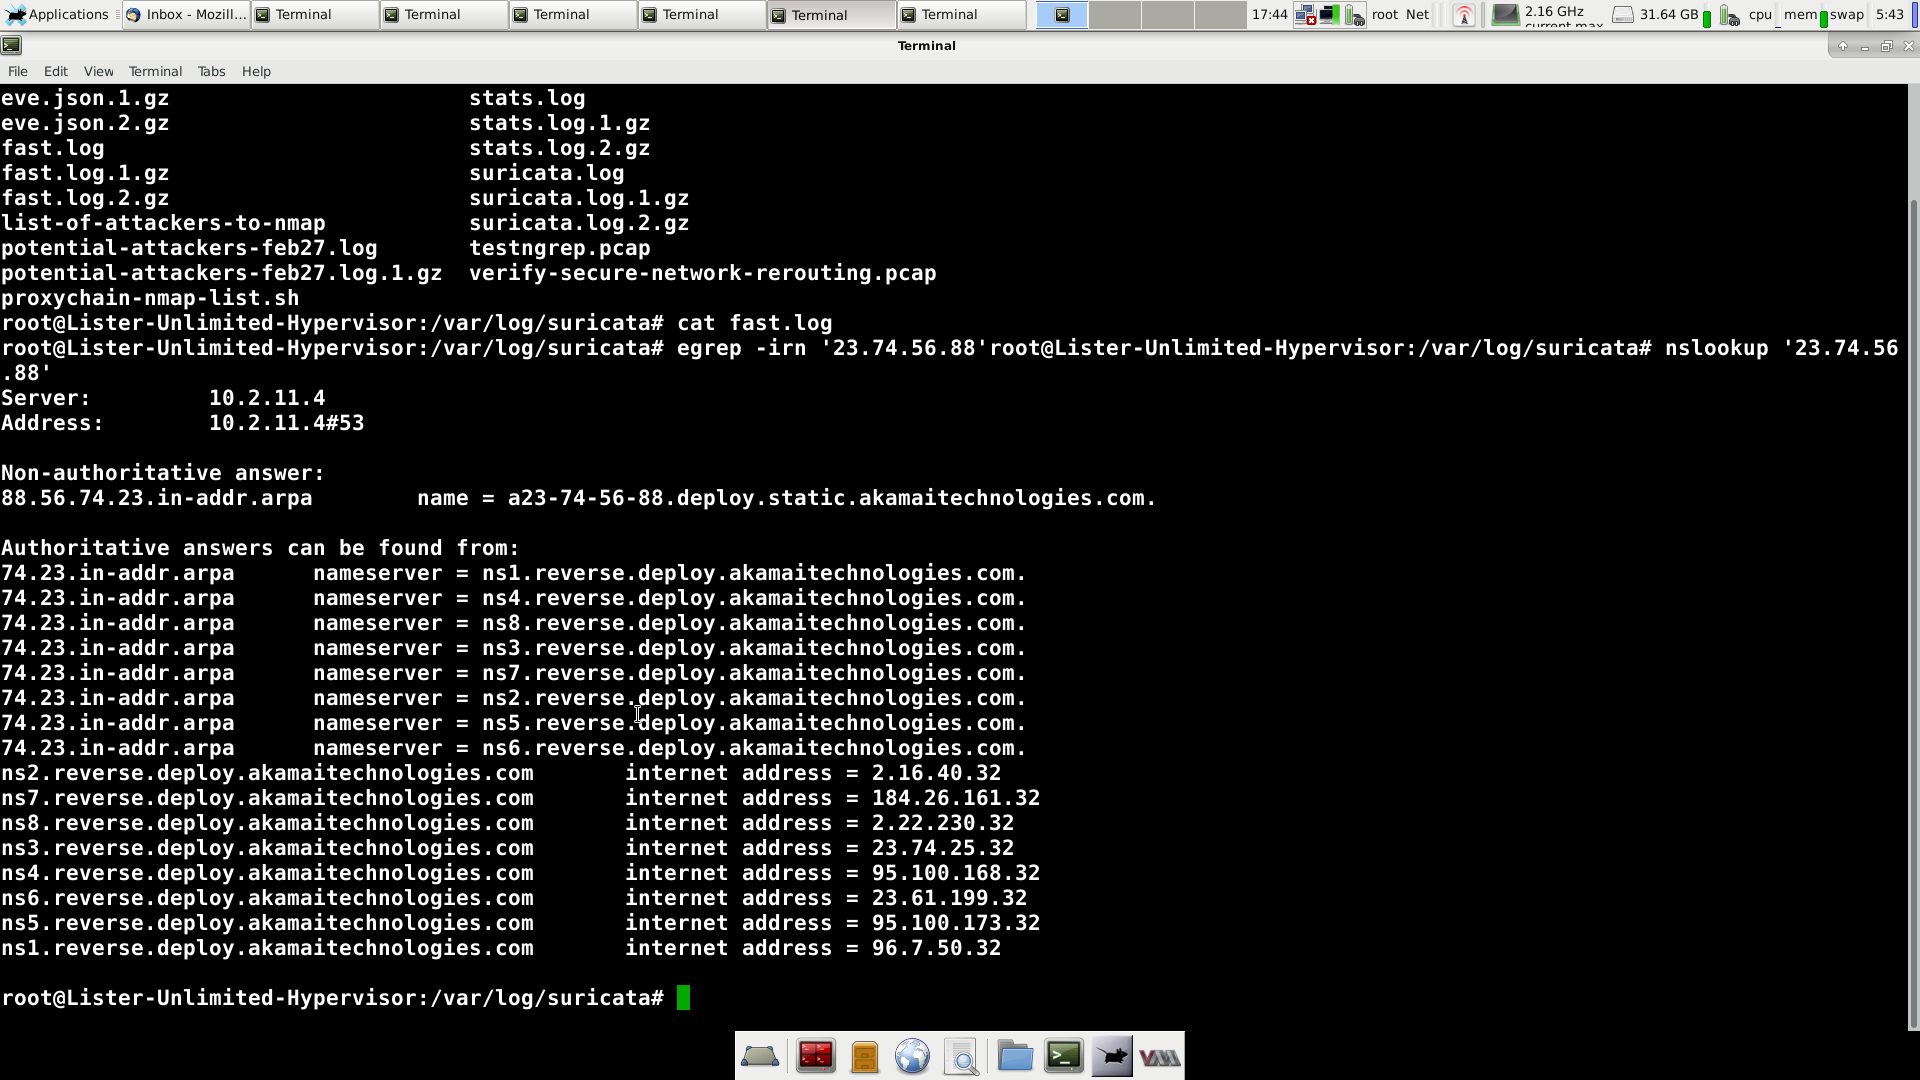 Applications
Inbox - Mozill...
Terminal
Terminal
Terminal
Terminal
Terminal
Terminal
17:44
root
Net
2.16 GHz
31.64 GB
cpu
mem
swap
5:43
Terminal
File Edit View Terminal Tabs Help
eve.json.1.gz stats.log
eve.json.2.gz stats.log.1.gz
fast.log stats.log.2.gz
fast.log.1.gz suricata.log
fast.log.2.gz suricata.log.1.gz
list-of-attackers-to-nmap suricata.log.2.gz
potential-attackers-feb27.log testngrep.pcap
potential-attackers-feb27.log.1.gz verify-secure-network-rerouting.pcap
proxychain-nmap-list.sh
root@Lister-Unlimited-Hypervisor:/var/log/suricata# cat fast.log
root@Lister-Unlimited-Hypervisor:/var/log/suricata# egrep -irn '23.74.56.88'root@Lister-Unlimited-Hypervisor:/var/log/suricata# nslookup '23.74.56
.88'
Server: 10.2.11.4
Address: 10.2.11.4#53
Non-authoritative answer:
88.56.74.23.in-addr.arpa name = a23-74-56-88.deploy.static.akamaitechnologies.com.
Authoritative answers can be found from:
74.23.in-addr.arpa nameserver = ns1.reverse.deploy.akamaitechnologies.com.
74.23.in-addr.arpa nameserver = ns4.reverse.deploy.akamaitechnologies.com.
74.23.in-addr.arpa nameserver = ns8.reverse.deploy.akamaitechnologies.com.
74.23.in-addr.arpa nameserver = ns3.reverse.deploy.akamaitechnologies.com.
74.23.in-addr.arpa nameserver = ns7.reverse.deploy.akamaitechnologies.com.
74.23.in-addr.arpa nameserver = ns2.reverse.deploy.akamaitechnologies.com.
74.23.in-addr.arpa nameserver = ns5.reverse.deploy.akamaitechnologies.com.
74.23.in-addr.arpa nameserver = ns6.reverse.deploy.akamaitechnologies.com.
ns2.reverse.deploy.akamaitechnologies.com internet address = 2.16.40.32
ns7.reverse.deploy.akamaitechnologies.com internet address = 184.26.161.32
ns8.reverse.deploy.akamaitechnologies.com internet address = 2.22.230.32
ns3.reverse.deploy.akamaitechnologies.com internet address = 23.74.25.32
ns4.reverse.deploy.akamaitechnologies.com internet address = 95.100.168.32
ns6.reverse.deploy.akamaitechnologies.com internet address = 23.61.199.32
ns5.reverse.deploy.akamaitechnologies.com internet address = 95.100.173.32
ns1.reverse.deploy.akamaitechnologies.com internet address = 96.7.50.32
root@Lister-Unlimited-Hypervisor:/var/log/suricata#